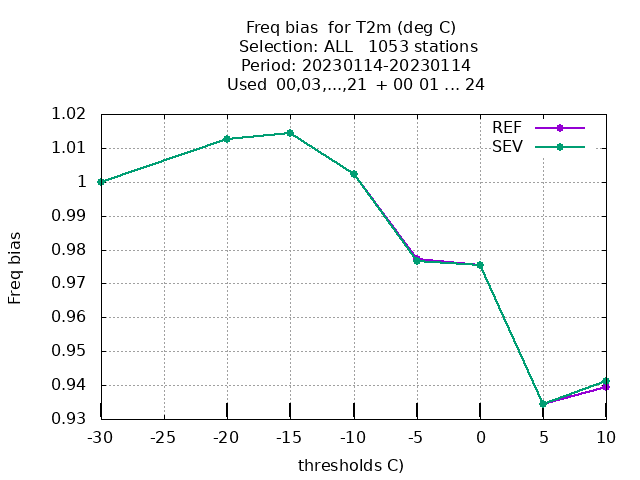 Freq bias  for T2m (deg C)
Selection: ALL   1053 stations
Period: 20230114-20230114
Used  00,03,...,21  + 00 01 ... 24
REF
SEV
1.02
1.01
1
0.99
0.98
0.97
0.96
0.95
0.94
0.93
Freq bias
-30 -25 -20 -15 -10 -5 0 5 10
thresholds C)